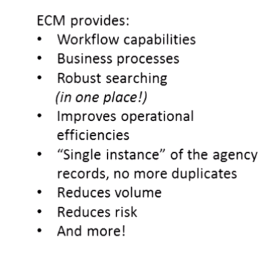 ECM provides:
• Workflow capabilities
• Business processes
• Robust searching
(in one place!)
• Improves operational
efficiencies
• “Single instance” of the agency
records, no more duplicates
• Reduces volume
• Reduces risk
• And more!